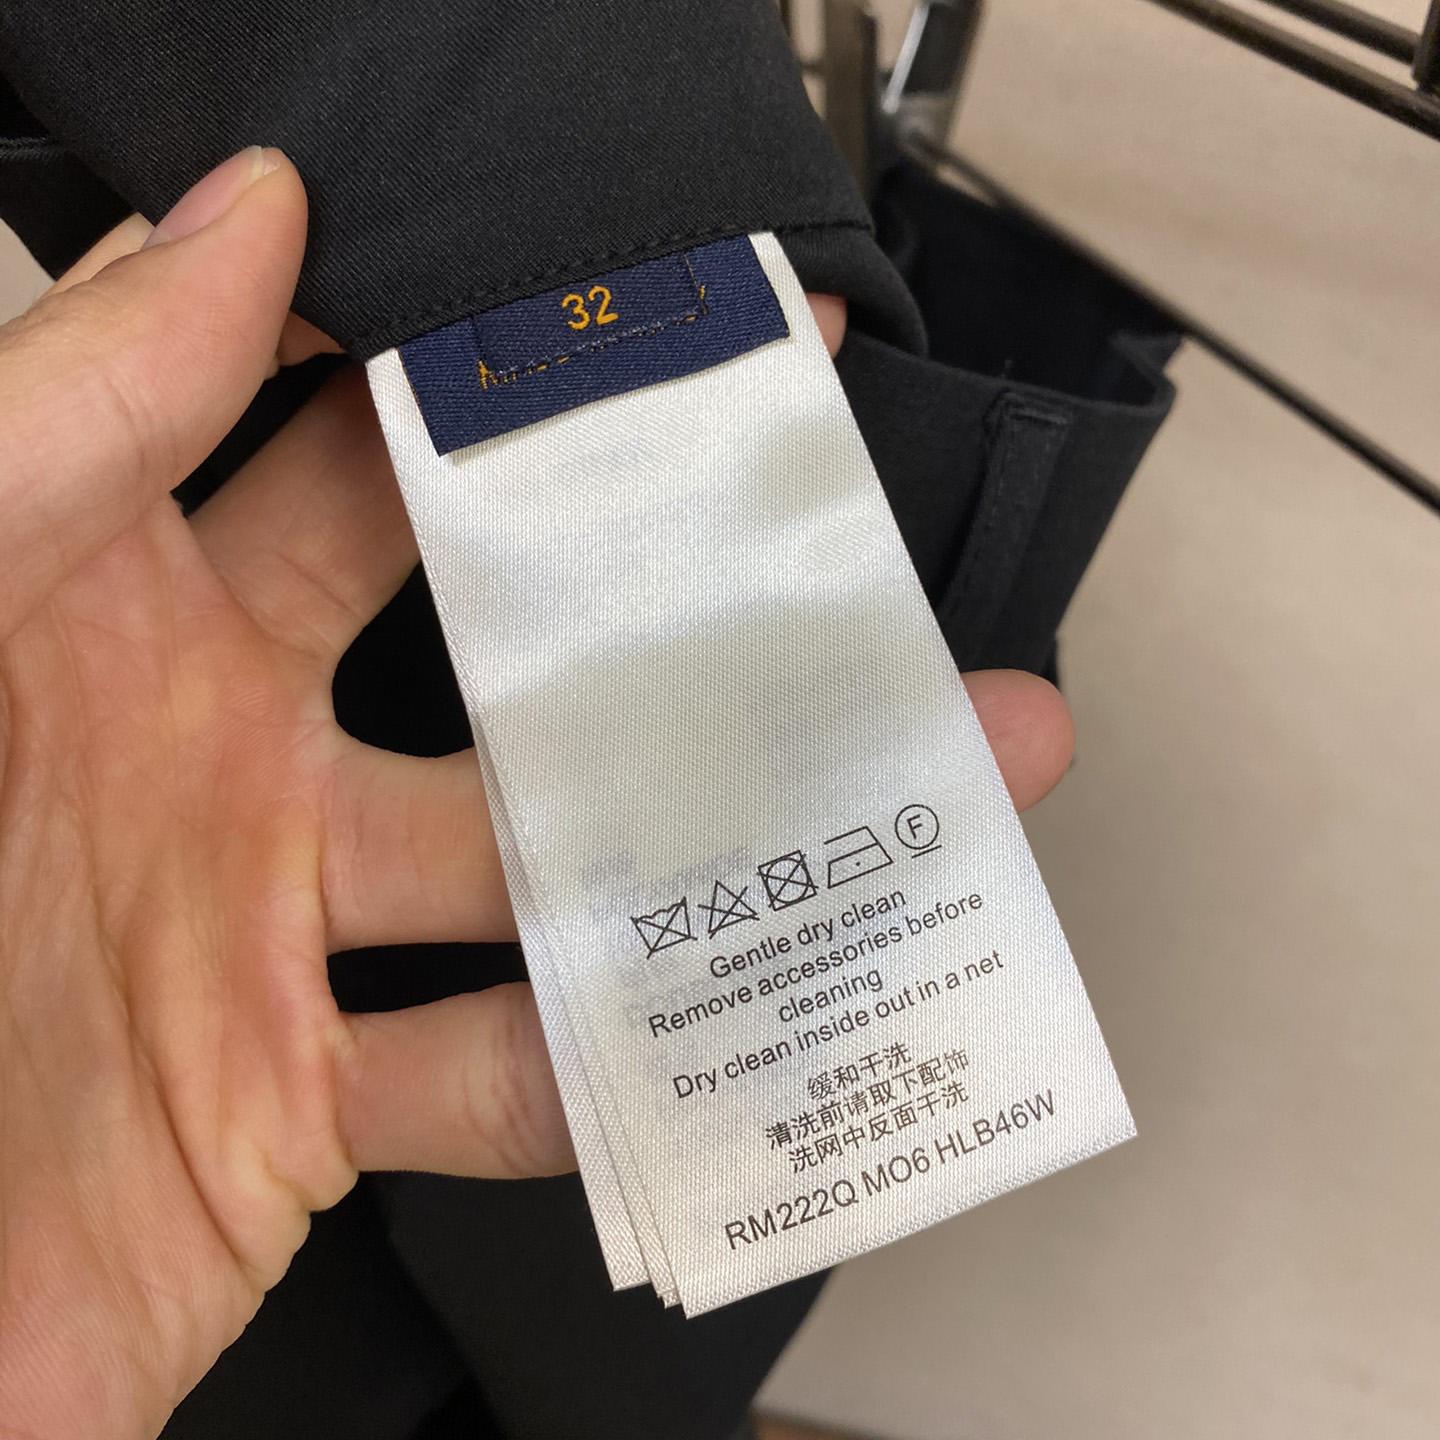 32
F
Gentle dry clean
Remove accessories before
cleaning
Dry clean inside out in a net
缓和干洗
清洗前请取下配饰
洗网中反面干洗
RM222Q MO6 HLB46W